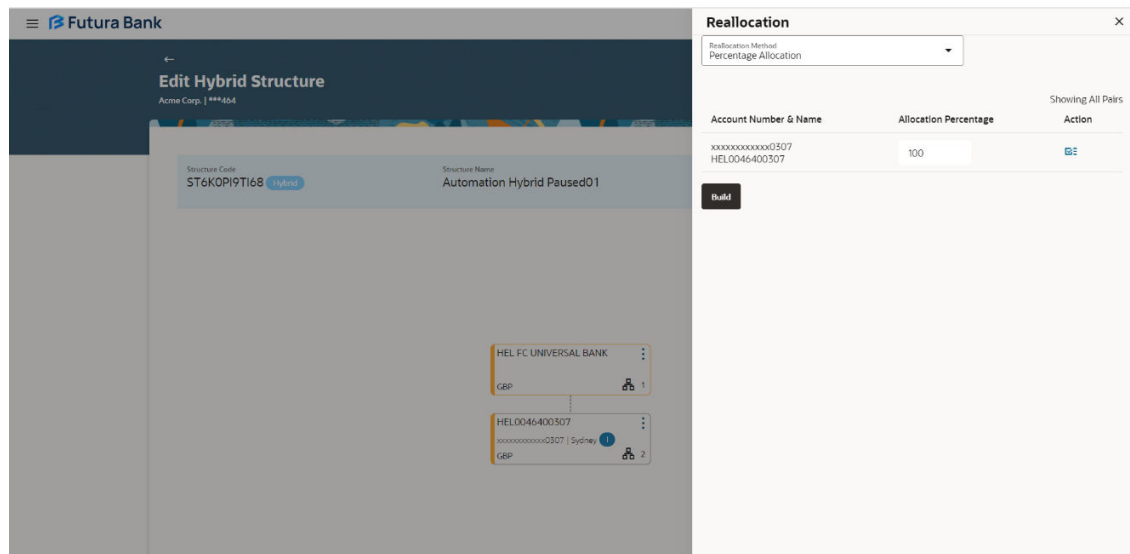 Futura Bank
Edit Hybrid Structure
Acme Corp. | ***464
Structure Code
ST6K0PI9TI68 Hybrid
Structure Name
Automation Hybrid Paused01
HEL FC UNIVERSAL BANK
GBP 1
HEL0046400307
xxxxxxxxxxxx0307 | Sydney I
GBP 2
Reallocation
Reallocation Method
Percentage Allocation
Showing All Pairs
Account Number & Name Allocation Percentage Action
xxxxxxxxxxxx0307
HEL0046400307
100
Build